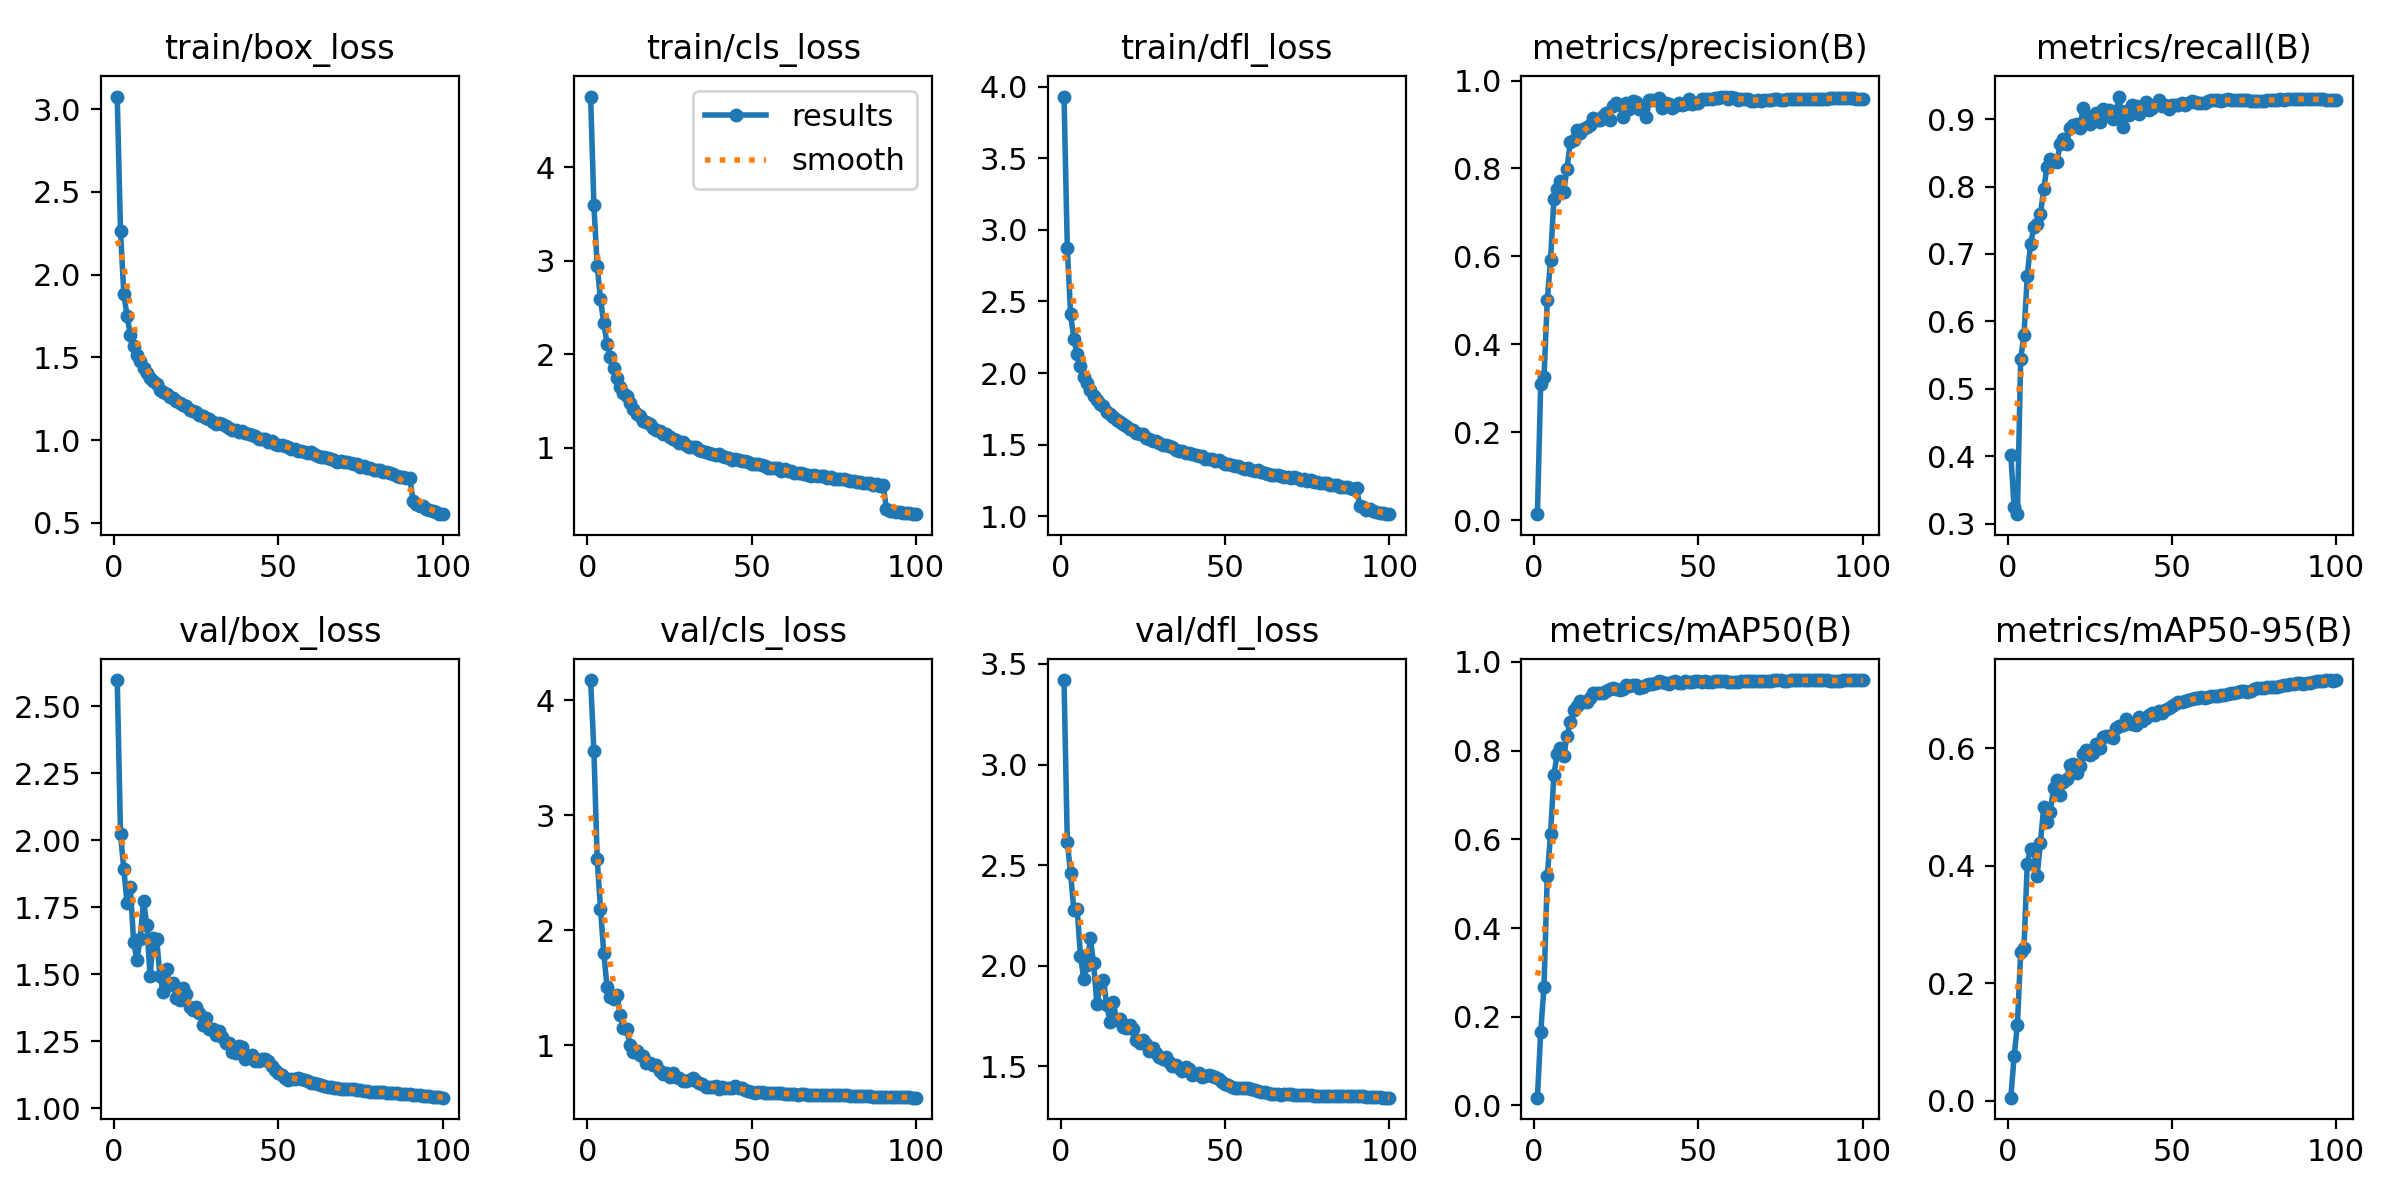 train/box_loss
3.0
2.5
2.0
1.5
1.0
0.5
0 50 100
train/cls_loss
results
smooth
4
3
2
1
0 50 100
train/dfl_loss
4.0
3.5
3.0
2.5
2.0
1.5
1.0
0 50 100
metrics/precision(B)
1.0
0.8
0.6
0.4
0.2
0.0
0 50 100
metrics/recall(B)
0.9
0.8
0.7
0.6
0.5
0.4
0.3
0 50 100
val/box_loss
2.50
2.25
2.00
1.75
1.50
1.25
1.00
0 50 100
val/cls_loss
4
3
2
1
0 50 100
val/dfl_loss
3.5
3.0
2.5
2.0
1.5
0 50 100
metrics/mAP50(B)
1.0
0.8
0.6
0.4
0.2
0.0
0 50 100
metrics/mAP50-95(B)
0.6
0.4
0.2
0.0
0 50 100